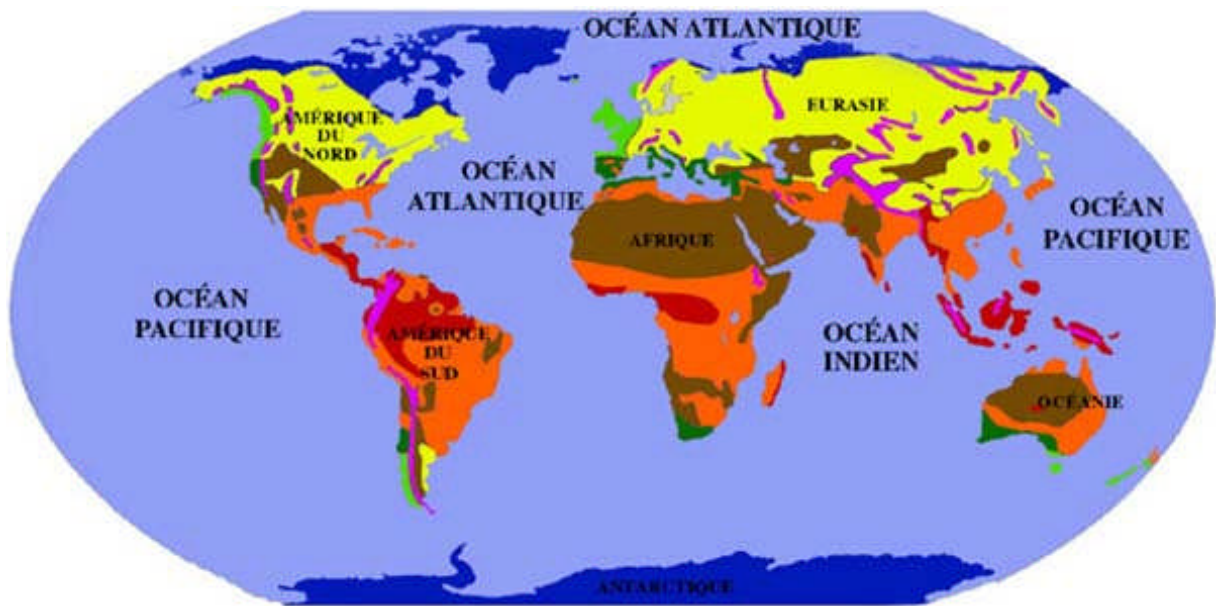 OCÉAN ATLANTIQUE
AMÉRIQUE
DU
NORD
EURASIE
OCÉAN
ATLANTIQUE
OCÉAN
PACIFIQUE
AFRIQUE
OCÉAN
PACIFIQUE
AMÉRIQUE
DU
SUD
OCÉAN
INDIEN
OCÉANIE
ANTARCTIQUE